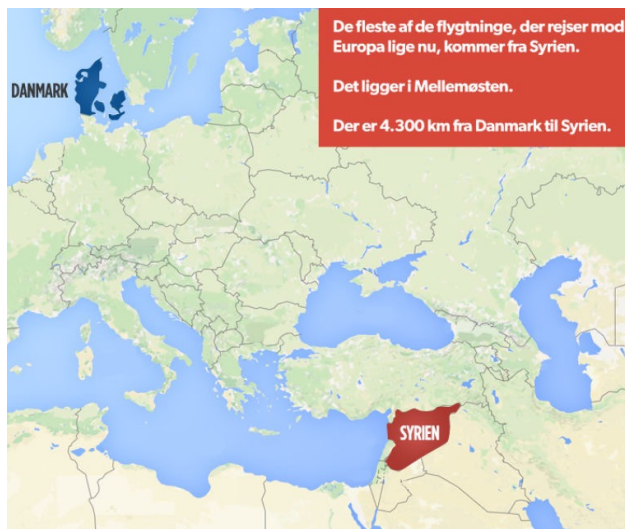 De fleste af de flygtninge, der rejser mod
Europa lige nu, kommer fra Syrien.
Det ligger i Mellemøsten.
Der er 4.300 km fra Danmark til Syrien.
DANMARK
SYRIEN